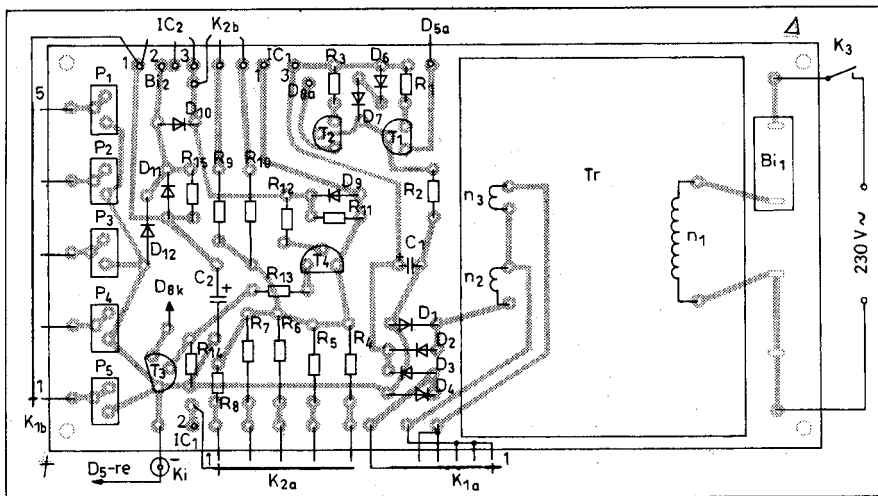 IC2 K2b D5a
1 2 3 Bi2 1 IC1 3 D8a R3 D6 K3
5 P1 D10 T2 D7 T1
P2 D11 R15 R9 R10 R12 D9 R11 R2 n3 Tr Bi1
P3 D12 T4 C1 n1 230 V ~
D8k C2 + R13 n2
P4 R7 R6 R5 R4 D1 D2
T3 R14 D3
1 P5 R8 D4
K1b 2 IC1
D5-re Ki 1 K2a K1a 1